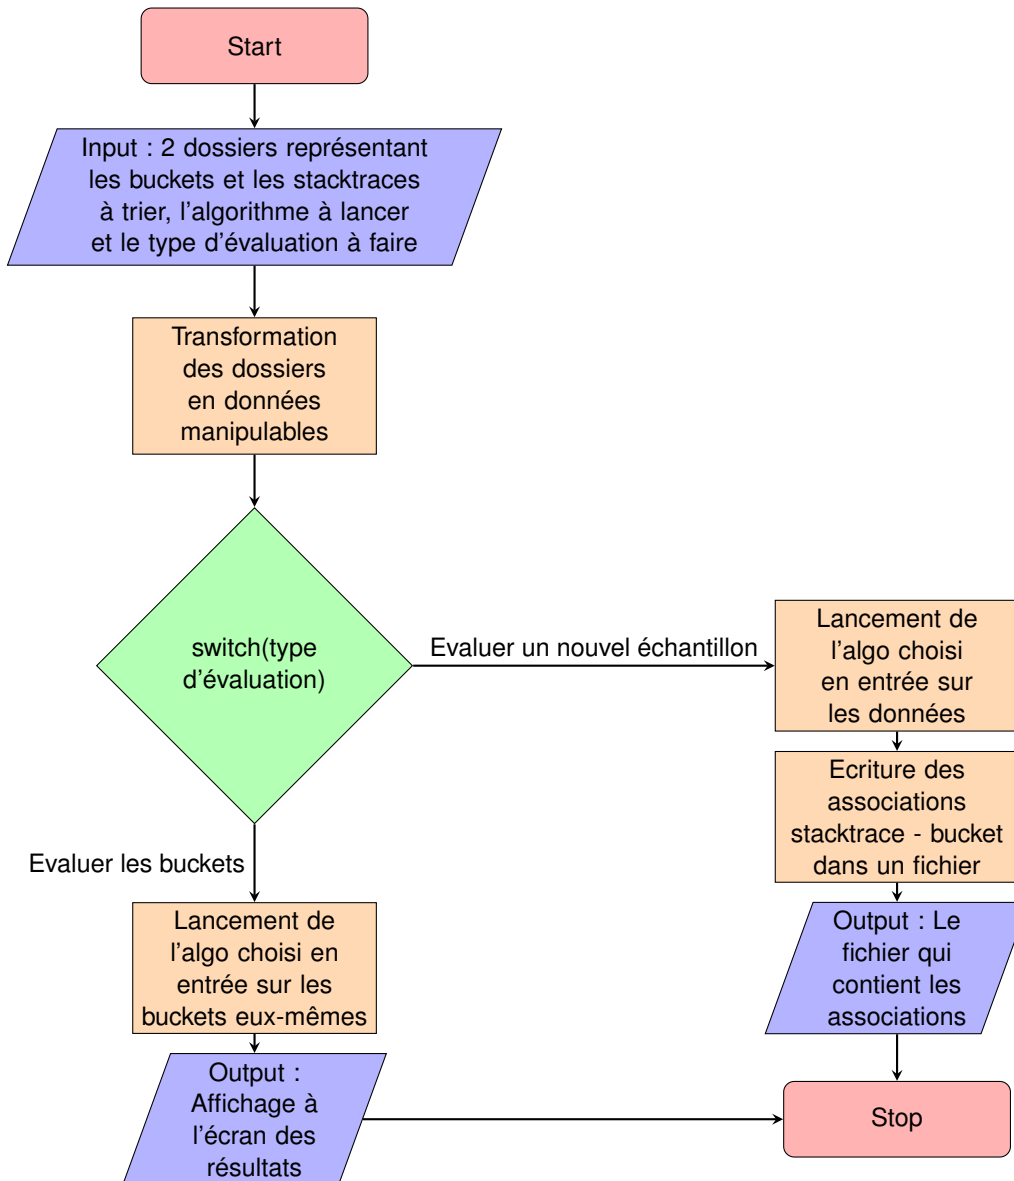 Start
Input : 2 dossiers représentant
les buckets et les stacktraces
à trier, l'algorithme à lancer
et le type d'évaluation à faire
Transformation
des dossiers
en données
manipulables
switch(type
d'évaluation)
Evaluer un nouvel échantillon
Lancement de
l'algo choisi
en entrée sur
les données
Ecriture des
associations
stacktrace - bucket
dans un fichier
Output : Le
fichier qui
contient les
associations
Evaluer les buckets
Lancement de
l'algo choisi en
entrée sur les
buckets eux-mêmes
Output :
Affichage à
l'écran des
résultats
Stop